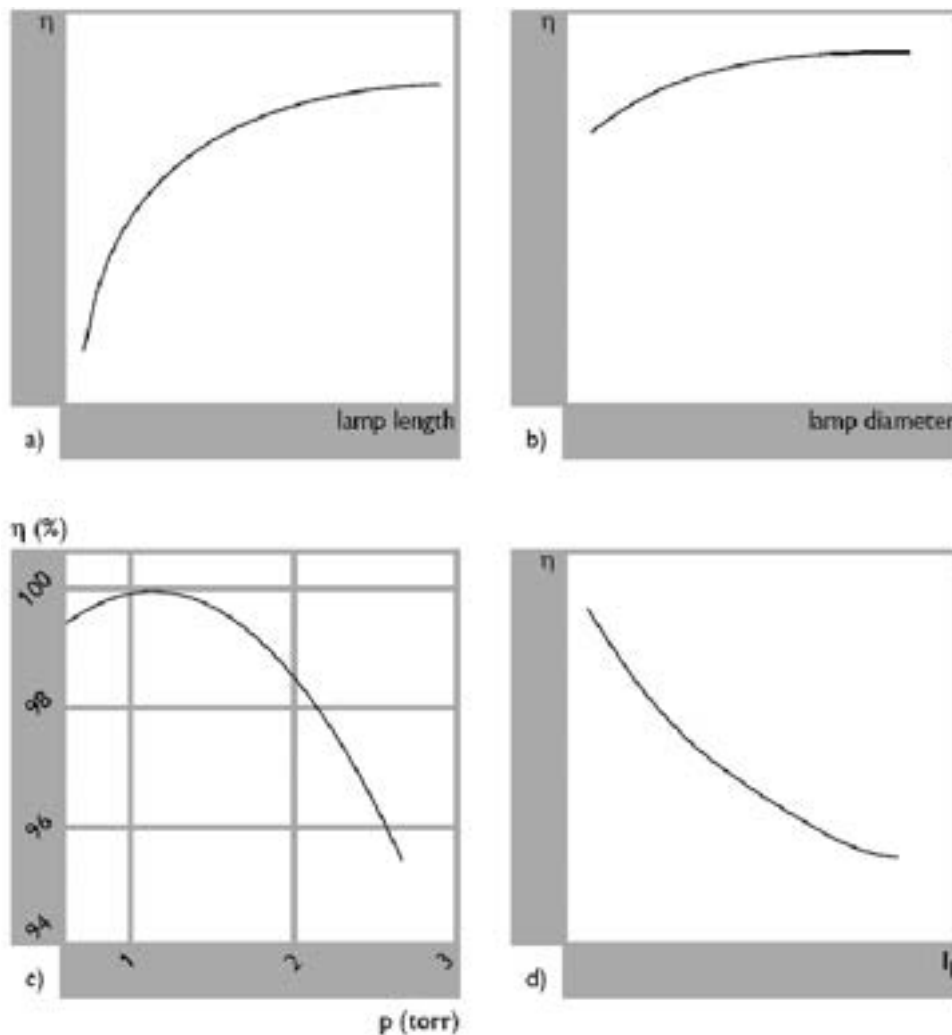 η
lamp length
a)
η
lamp diameter
b)
η (%)
100
98
96
94
1
2
3
c)
p (torr)
η
d)